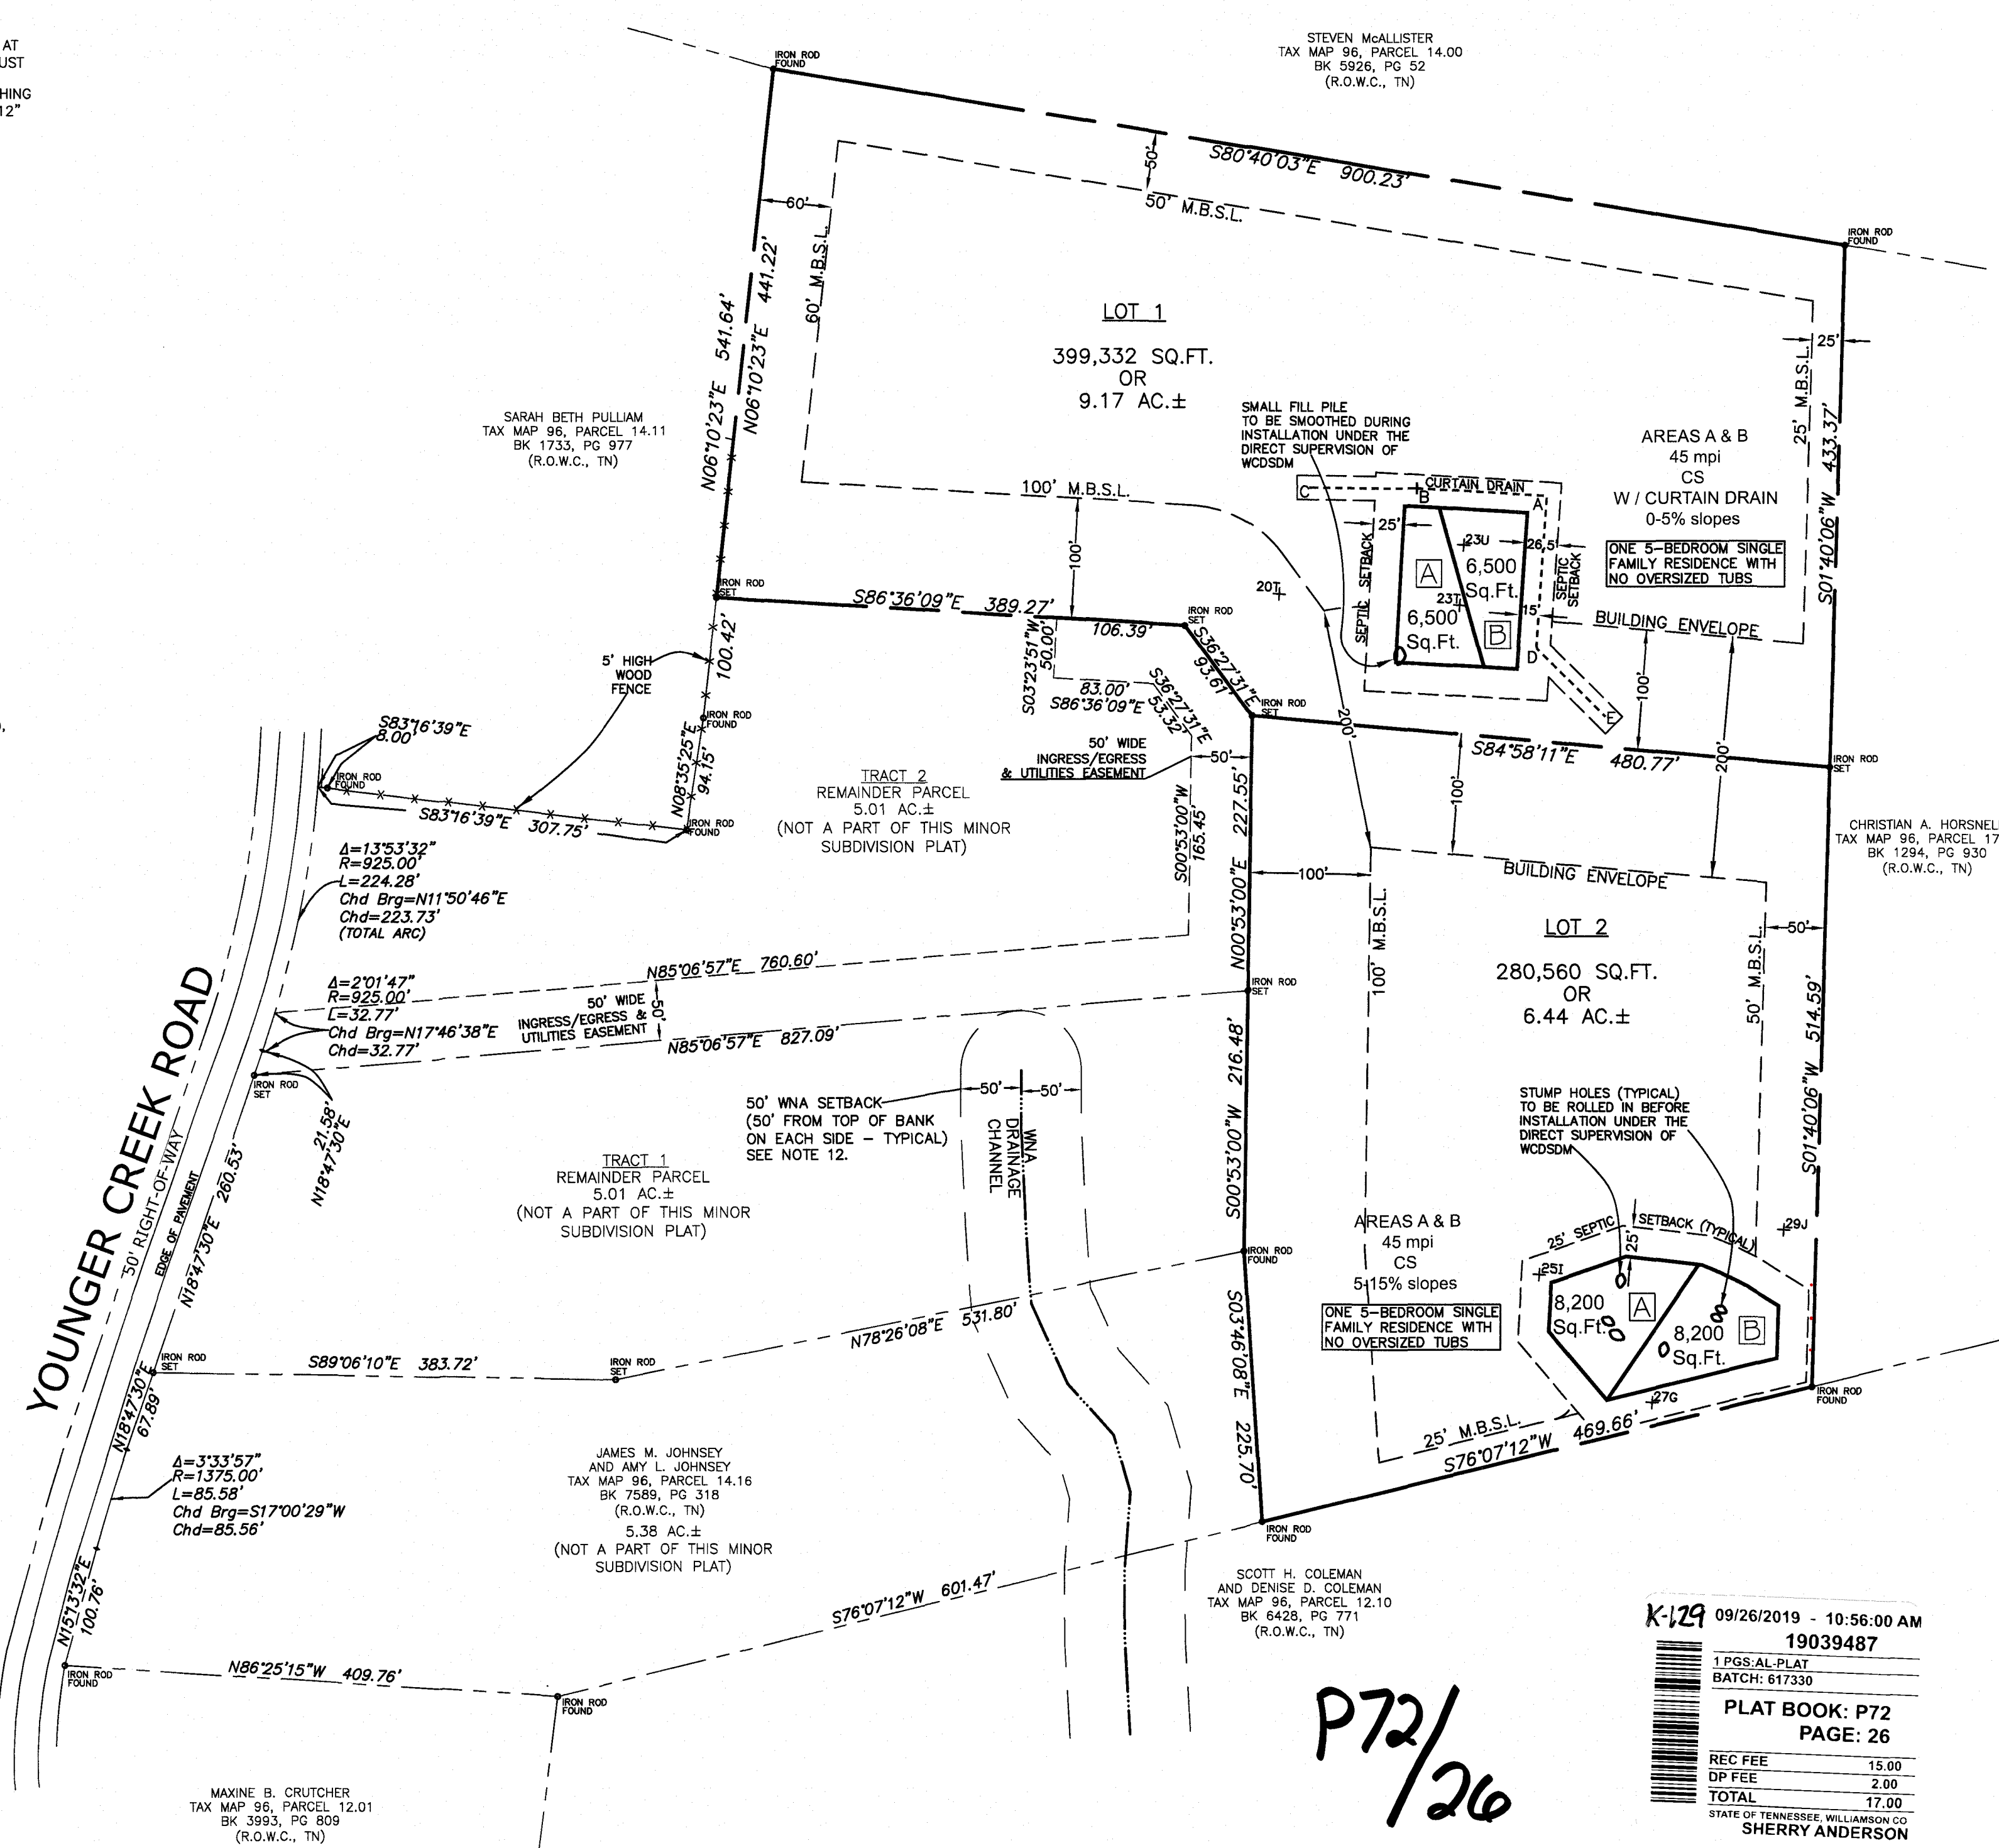 AT
UST
HING
12"
STEVEN McALLISTER
TAX MAP 96, PARCEL 14.00
BK 5926, PG 52
(R.O.W.C., TN)
IRON ROD
FOUND
S80°40'03"E 900.23'
50'
50' M.B.S.L.
60'
60' M.B.S.L.
IRON ROD
FOUND
N06°10'23"E 541.64'
N06°10'23"E 441.22'
LOT 1
399,332 SQ.FT.
OR
9.17 AC.±
25'
25' M.B.S.L.
S01°40'06"W 433.37'
SARAH BETH PULLIAM
TAX MAP 96, PARCEL 14.11
BK 1733, PG 977
(R.O.W.C., TN)
SMALL FILL PILE
TO BE SMOOTHED DURING
INSTALLATION UNDER THE
DIRECT SUPERVISION OF
WCDSDM
AREAS A & B
45 mpi
CS
W / CURTAIN DRAIN
0-5% slopes
ONE 5-BEDROOM SINGLE
FAMILY RESIDENCE WITH
NO OVERSIZED TUBS
100' M.B.S.L.
100'
C
B
CURTAIN DRAIN
A
25'
23U
26.5'
SEPTIC SETBACK
A
6,500
Sq.Ft.
23T
6,500
Sq.Ft.
B
15'
SEPTIC
SETBACK
D
E
20T
BUILDING ENVELOPE
100'
200'
IRON ROD
SET
S86°36'09"E 389.27'
106.39'
IRON ROD
SET
S36°27'31"E
93.61'
S03°23'51"W
50.00'
83.00'
S86°36'09"E
S36°27'31"E
53.32'
IRON ROD
SET
200'
S84°58'11"E 480.77'
IRON ROD
SET
100.42'
5' HIGH
WOOD
FENCE
IRON ROD
FOUND
N08°35'25"E
94.15'
IRON ROD
FOUND
S83°16'39"E
8.00'
IRON ROD
FOUND
S83°16'39"E 307.75'
50' WIDE
INGRESS/EGRESS
& UTILITIES EASEMENT
50'
TRACT 2
REMAINDER PARCEL
5.01 AC.±
(NOT A PART OF THIS MINOR
SUBDIVISION PLAT)
S00°53'00"W
165.45'
N00°53'00"E 227.55'
100'
100'
BUILDING ENVELOPE
CHRISTIAN A. HORSNEL
TAX MAP 96, PARCEL 17
BK 1294, PG 930
(R.O.W.C., TN)
Δ=13°53'32"
R=925.00'
L=224.28'
Chd Brg=N11°50'46"E
Chd=223.73'
(TOTAL ARC)
Δ=2°01'47"
R=925.00'
L=32.77'
Chd Brg=N17°46'38"E
Chd=32.77'
N85°06'57"E 760.60'
50' WIDE
INGRESS/EGRESS &
UTILITIES EASEMENT
50'
N85°06'57"E 827.09'
IRON ROD
SET
IRON ROD
SET
21.58'
N18°47'30"E
LOT 2
280,560 SQ.FT.
OR
6.44 AC.±
100' M.B.S.L.
50'
50' M.B.S.L.
S01°40'06"W 514.59'
YOUNGER CREEK ROAD
50' RIGHT-OF-WAY
EDGE OF PAVEMENT
N18°47'30"E 260.53'
50' WNA SETBACK
(50' FROM TOP OF BANK
ON EACH SIDE - TYPICAL)
SEE NOTE 12.
50'
50'
WNA
DRAINAGE
CHANNEL
S00°53'00"W 216.48'
TRACT 1
REMAINDER PARCEL
5.01 AC.±
(NOT A PART OF THIS MINOR
SUBDIVISION PLAT)
STUMP HOLES (TYPICAL)
TO BE ROLLED IN BEFORE
INSTALLATION UNDER THE
DIRECT SUPERVISION OF
WCDSDM
AREAS A & B
45 mpi
CS
5-15% slopes
ONE 5-BEDROOM SINGLE
FAMILY RESIDENCE WITH
NO OVERSIZED TUBS
25' SEPTIC SETBACK (TYPICAL)
25'
29J
25I
8,200
Sq.Ft.
A
8,200
Sq.Ft.
B
27G
IRON ROD
FOUND
IRON ROD
FOUND
N78°26'08"E 531.80'
S03°46'08"E 225.70'
25' M.B.S.L.
S76°07'12"W 469.66'
IRON ROD
SET
S89°06'10"E 383.72'
IRON ROD
SET
N18°47'30"E
67.89'
Δ=3°33'57"
R=1375.00'
L=85.58'
Chd Brg=S17°00'29"W
Chd=85.56'
JAMES M. JOHNSEY
AND AMY L. JOHNSEY
TAX MAP 96, PARCEL 14.16
BK 7589, PG 318
(R.O.W.C., TN)
5.38 AC.±
(NOT A PART OF THIS MINOR
SUBDIVISION PLAT)
IRON ROD
FOUND
N15°13'32"E
100.76'
S76°07'12"W 601.47'
SCOTT H. COLEMAN
AND DENISE D. COLEMAN
TAX MAP 96, PARCEL 12.10
BK 6428, PG 771
(R.O.W.C., TN)
IRON ROD
FOUND
N86°25'15"W 409.76'
IRON ROD
FOUND
MAXINE B. CRUTCHER
TAX MAP 96, PARCEL 12.01
BK 3993, PG 809
(R.O.W.C., TN)
P72/26
K-129
09/26/2019 - 10:56:00 AM
19039487
1 PGS:AL-PLAT
BATCH: 617330
PLAT BOOK: P72
PAGE: 26
REC FEE 15.00
DP FEE 2.00
TOTAL 17.00
STATE OF TENNESSEE, WILLIAMSON CO
SHERRY ANDERSON